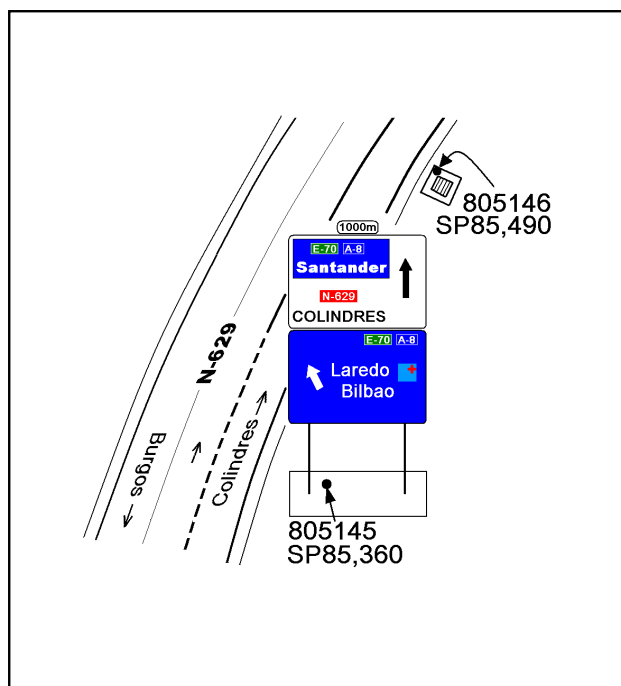 805146
SP85,490
1000m
E-70 A-8
Santander
N-629
COLINDRES
E-70 A-8
Laredo
Bilbao
N-629
Colindres
Burgos
805145
SP85,360